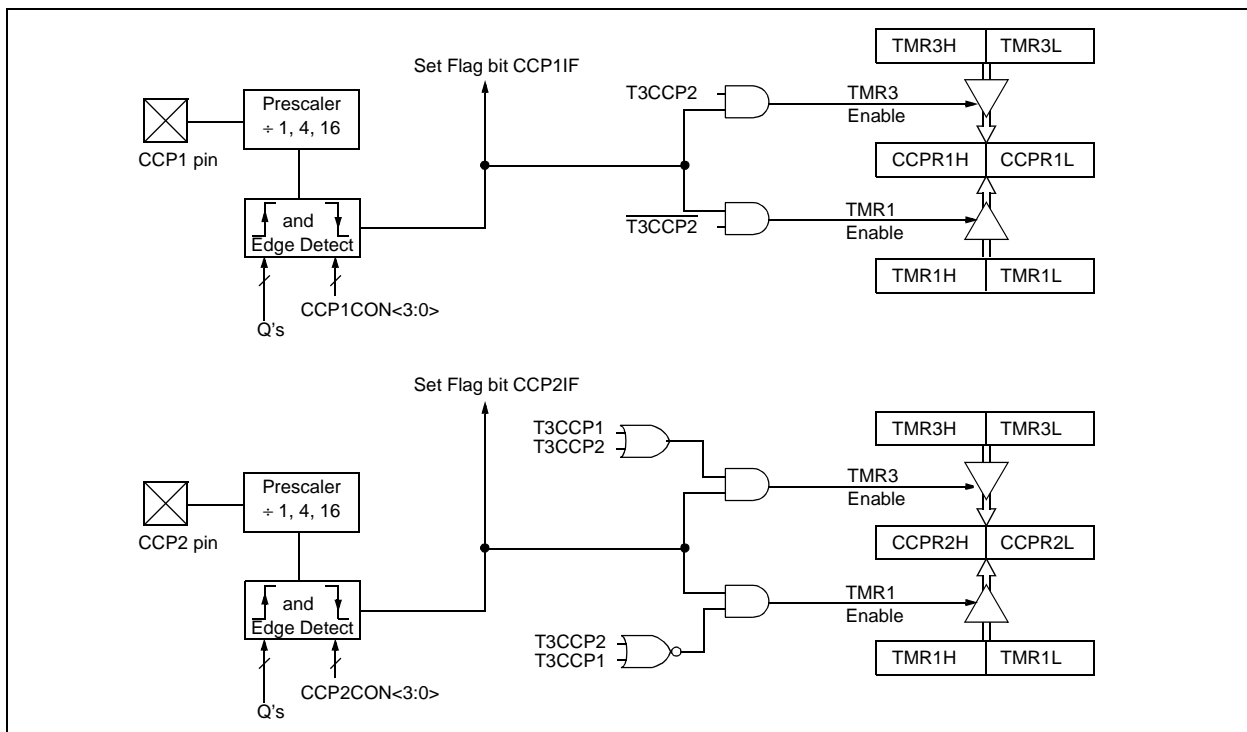 TMR3H TMR3L
Set Flag bit CCP1IF
T3CCP2
TMR3
Enable
Prescaler
÷ 1, 4, 16
CCP1 pin
CCPR1H CCPR1L
and
Edge Detect
T3CCP2
TMR1
Enable
TMR1H TMR1L
CCP1CON<3:0>
Q's
Set Flag bit CCP2IF
TMR3H TMR3L
T3CCP1
T3CCP2
TMR3
Enable
Prescaler
÷ 1, 4, 16
CCP2 pin
CCPR2H CCPR2L
and
Edge Detect
TMR1
Enable
T3CCP2
T3CCP1
TMR1H TMR1L
CCP2CON<3:0>
Q's